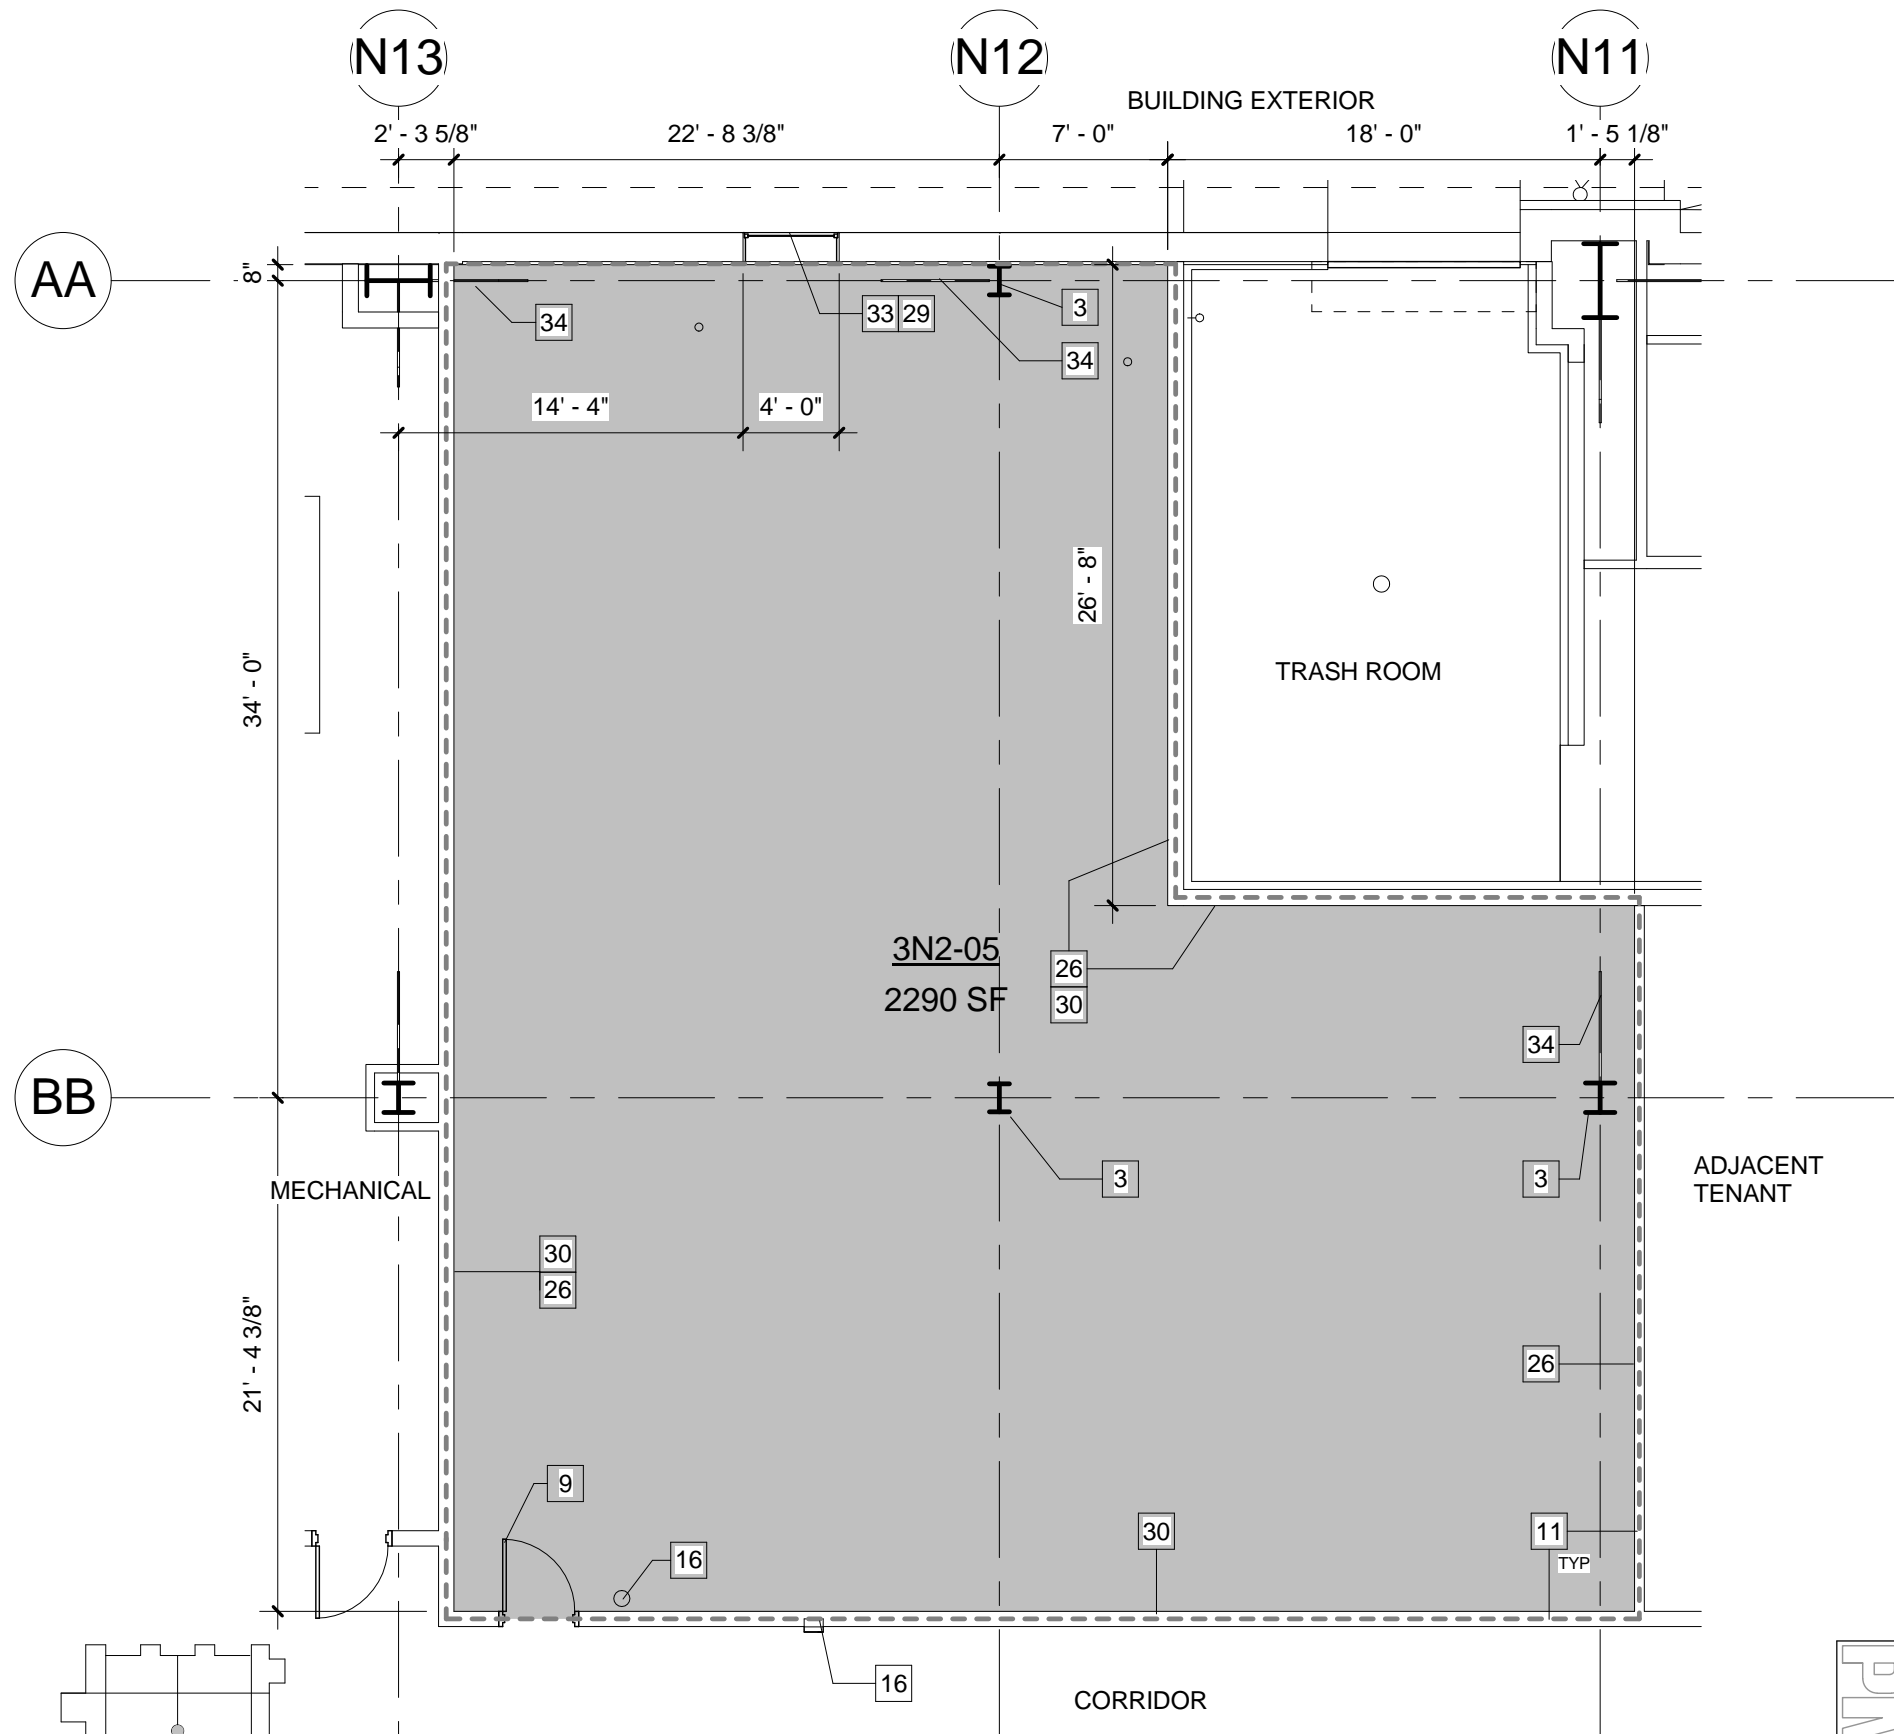 N13
N12
N11
BUILDING EXTERIOR
2' - 3 5/8"
22' - 8 3/8"
7' - 0"
18' - 0"
1' - 5 1/8"
AA
8"
34
33
29
3
34
14' - 4"
4' - 0"
26' - 8"
34' - 0"
TRASH ROOM
3N2-05
2290 SF
26
30
34
BB
3
3
MECHANICAL
ADJACENT
TENANT
30
26
21' - 4 3/8"
26
9
30
11
TYP
16
16
CORRIDOR